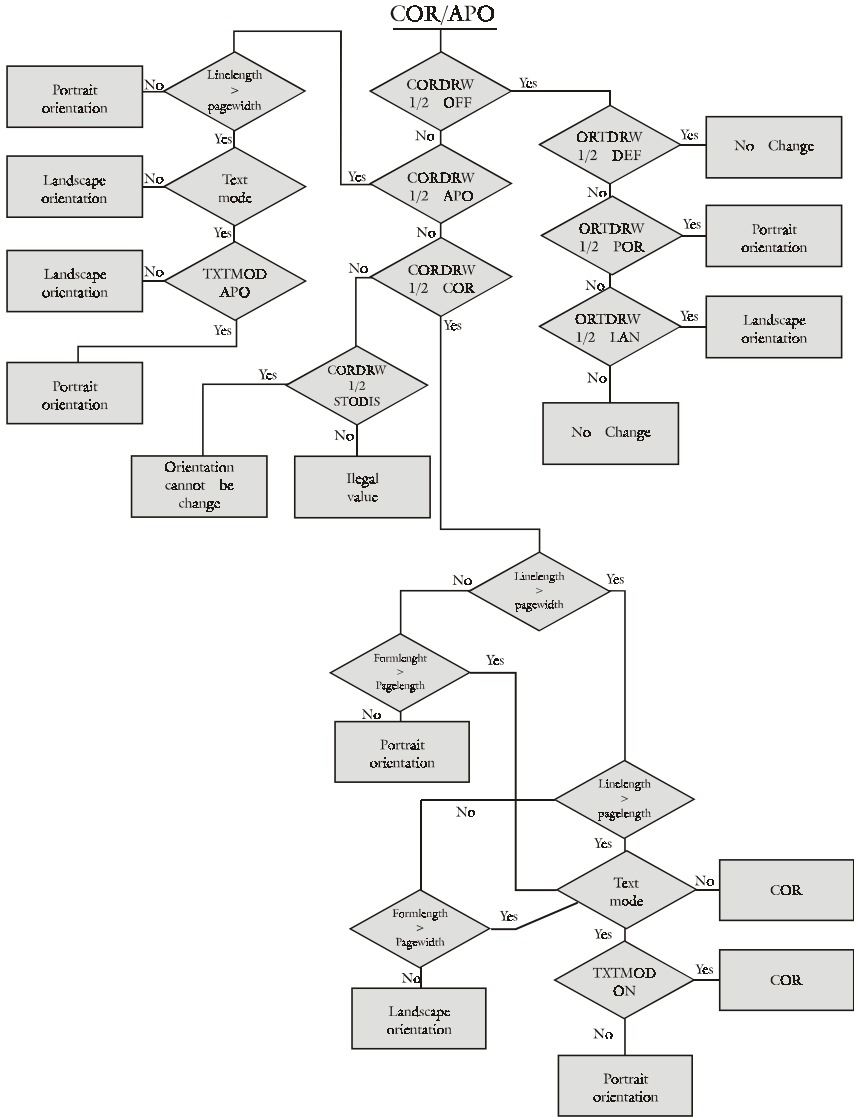 COR/APO
Linelength
>
pagewidth
Portrait
orientation
No
Yes
CORDRW
1/2 OFF
Yes
No
ORTDRW
1/2 DEF
Yes
No Change
No
Text
mode
No
Landscape
orientation
Yes
CORDRW
1/2 APO
Yes
No
ORTDRW
1/2 POR
Yes
Portrait
orientation
No
TXTMOD
APO
No
Landscape
orientation
Yes
CORDRW
1/2 COR
No
Yes
ORTDRW
1/2 LAN
Yes
Landscape
orientation
No
Portrait
orientation
CORDRW
1/2
STODIS
Yes
No
No Change
Orientation
cannot be
change
Ilegal
value
Linelength
>
pagewidth
No
Yes
Formlenght
>
Pagelength
Yes
No
Portrait
orientation
Linelength
>
pagelength
No
Yes
Text
mode
No
COR
Formlength
>
Pagewidth
Yes
Yes
No
TXTMOD
ON
Yes
COR
Landscape
orientation
No
Portrait
orientation